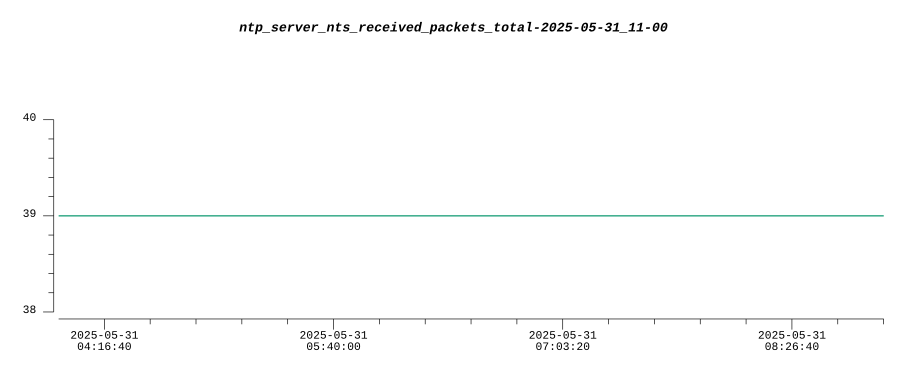 ntp_server_nts_received_packets_total-2025-05-31_11-00
40
39
38
2025-05-31 2025-05-31 2025-05-31 2025-05-31
04:16:40 05:40:00 07:03:20 08:26:40